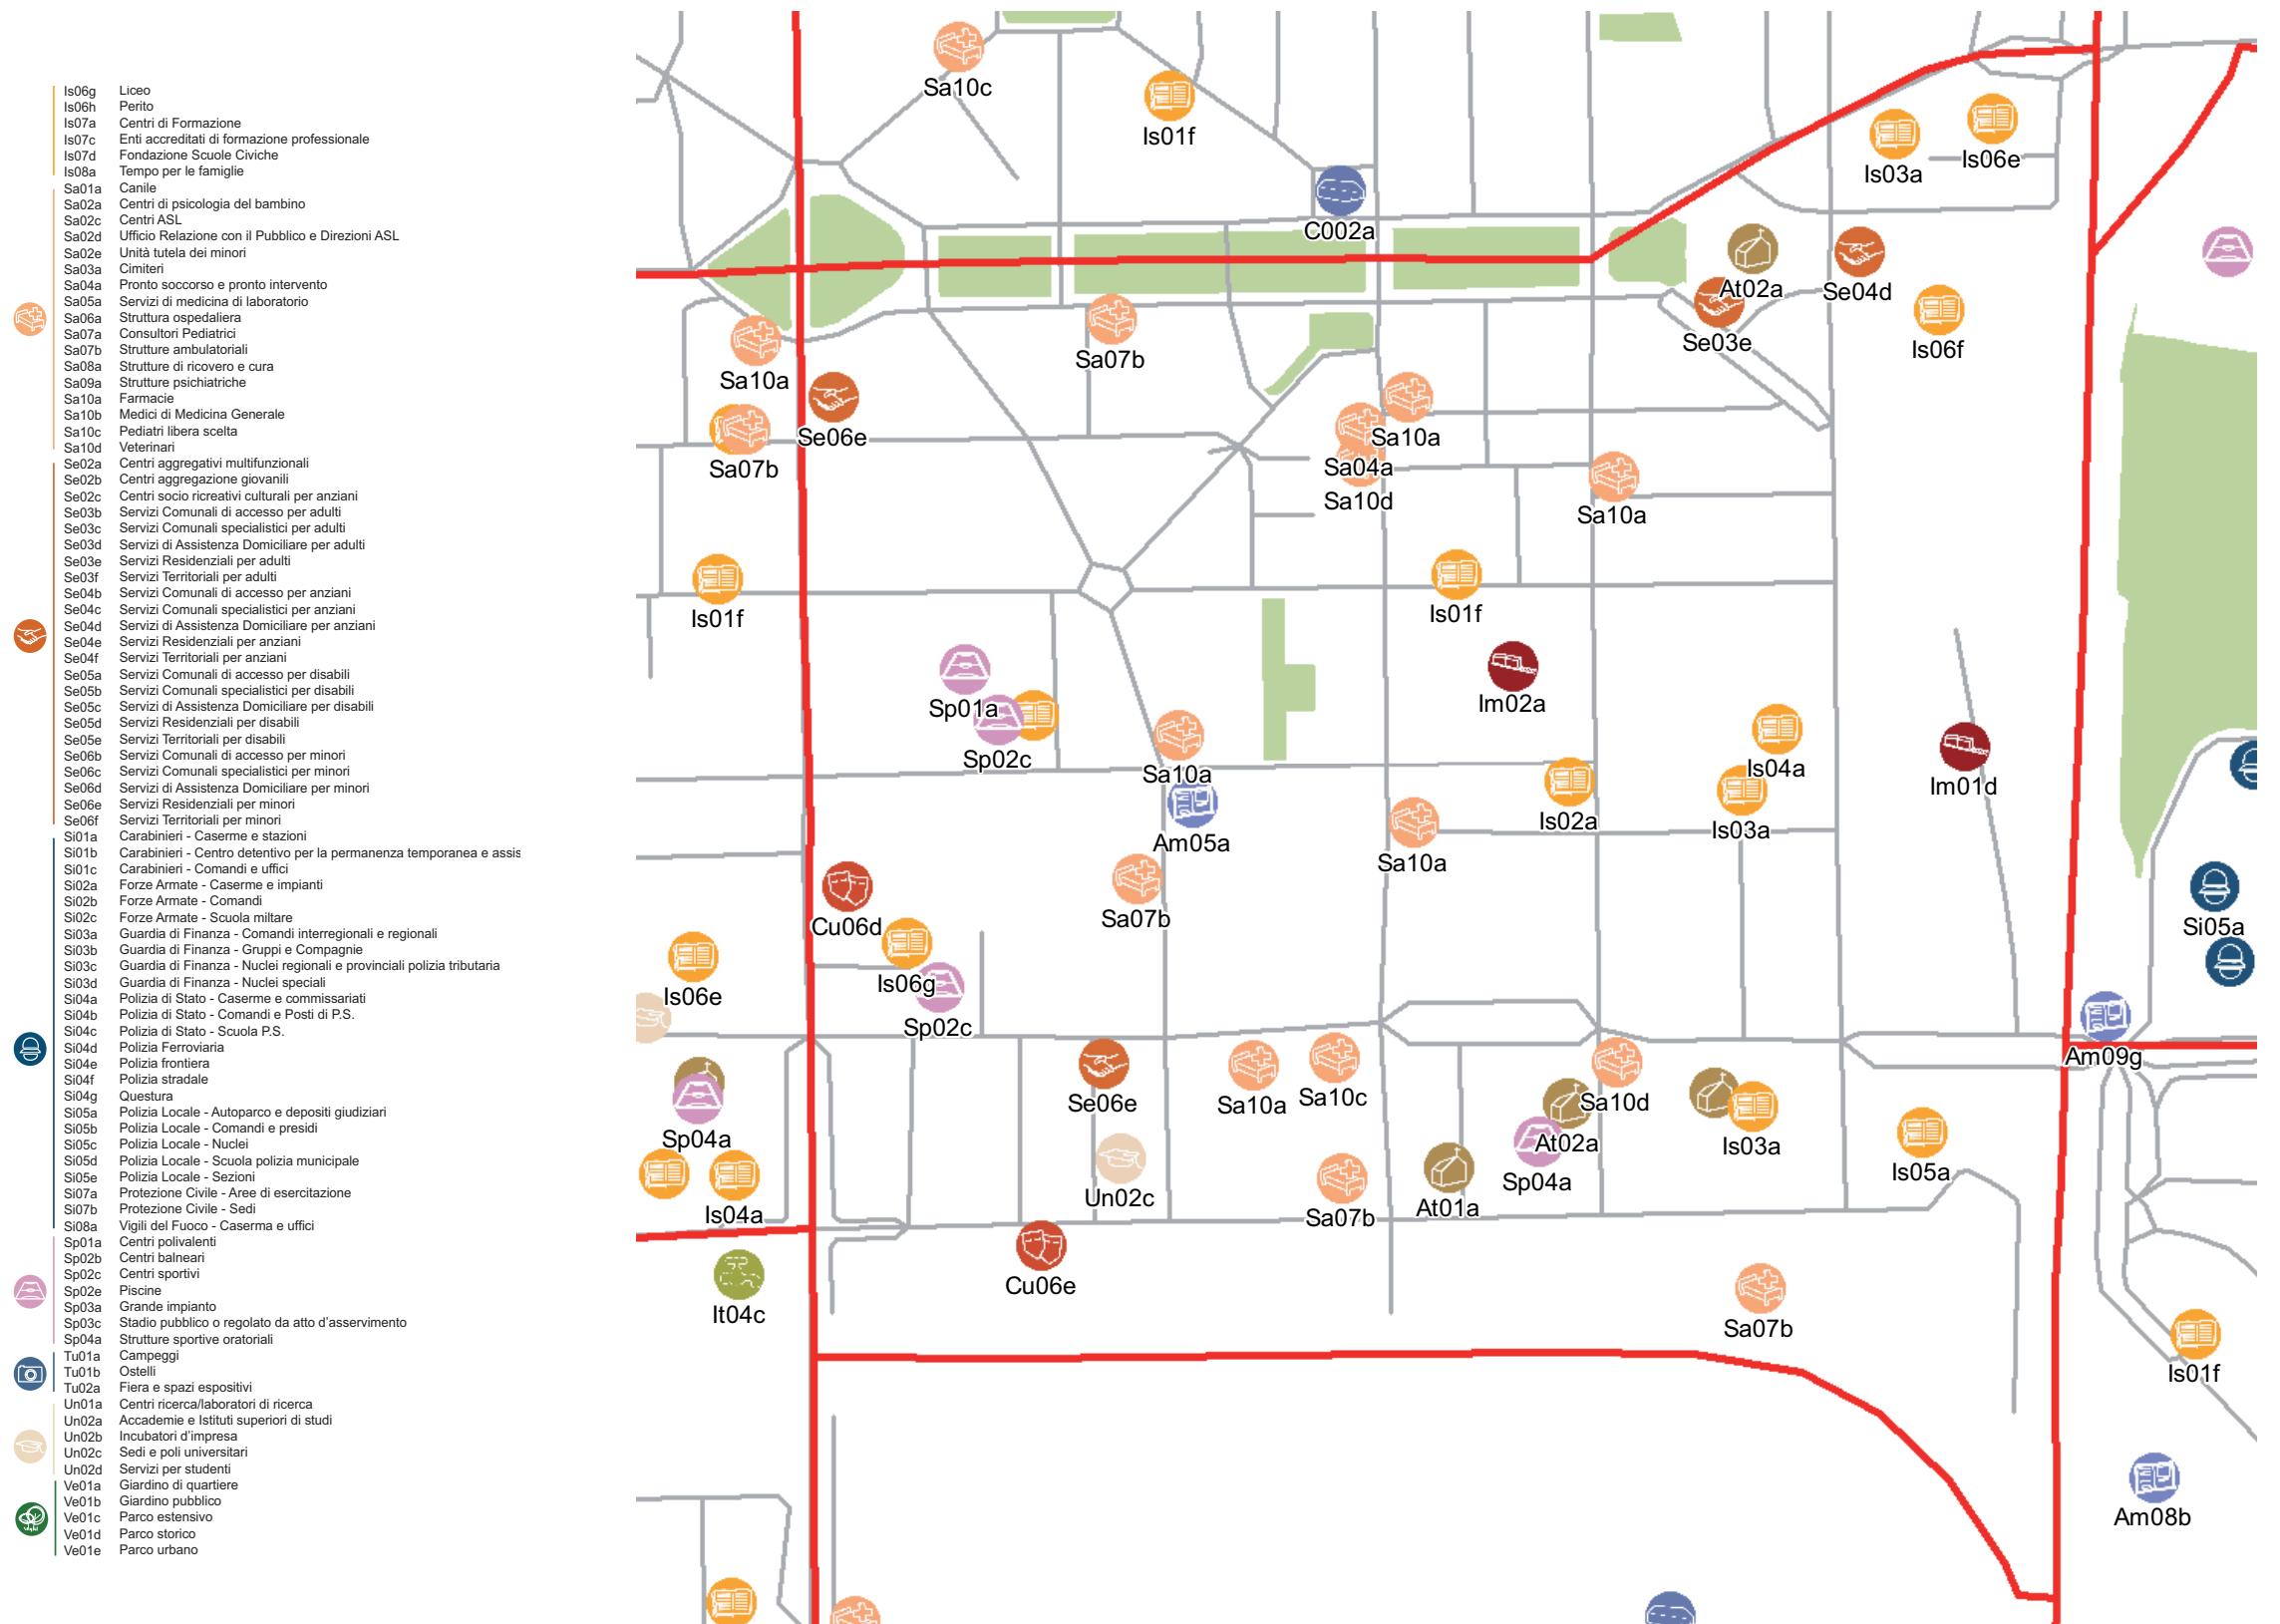 Is06g Liceo
Is06h Perito
Is07a Centri di Formazione
Is07c Enti accreditati di formazione professionale
Is07d Fondazione Scuole Civiche
Is08a Tempo per le famiglie
Sa01a Canile
Sa02a Centri di psicologia del bambino
Sa02c Centri ASL
Sa02d Ufficio Relazione con il Pubblico e Direzioni ASL
Sa02e Unità tutela dei minori
Sa03a Cimiteri
Sa04a Pronto soccorso e pronto intervento
Sa05a Servizi di medicina di laboratorio
Sa06a Struttura ospedaliera
Sa07a Consultori Pediatrici
Sa07b Strutture ambulatoriali
Sa08a Strutture di ricovero e cura
Sa09a Strutture psichiatriche
Sa10a Farmacie
Sa10b Medici di Medicina Generale
Sa10c Pediatri libera scelta
Sa10d Veterinari
Se02a Centri aggregativi multifunzionali
Se02b Centri aggregazione giovanili
Se02c Centri socio ricreativi culturali per anziani
Se03b Servizi Comunali di accesso per adulti
Se03c Servizi Comunali specialistici per adulti
Se03d Servizi di Assistenza Domiciliare per adulti
Se03e Servizi Residenziali per adulti
Se03f Servizi Territoriali per adulti
Se04b Servizi Comunali di accesso per anziani
Se04c Servizi Comunali specialistici per anziani
Se04d Servizi di Assistenza Domiciliare per anziani
Se04e Servizi Residenziali per anziani
Se04f Servizi Territoriali per anziani
Se05a Servizi Comunali di accesso per disabili
Se05b Servizi Comunali specialistici per disabili
Se05c Servizi di Assistenza Domiciliare per disabili
Se05d Servizi Residenziali per disabili
Se05e Servizi Territoriali per disabili
Se06b Servizi Comunali di accesso per minori
Se06c Servizi Comunali specialistici per minori
Se06d Servizi di Assistenza Domiciliare per minori
Se06e Servizi Residenziali per minori
Se06f Servizi Territoriali per minori
Si01a Carabinieri - Caserme e stazioni
Si01b Carabinieri - Centro detentivo per la permanenza temporanea e assis
Si01c Carabinieri - Comandi e uffici
Si02a Forze Armate - Caserme e impianti
Si02b Forze Armate - Comandi
Si02c Forze Armate - Scuola miltare
Si03a Guardia di Finanza - Comandi interregionali e regionali
Si03b Guardia di Finanza - Gruppi e Compagnie
Si03c Guardia di Finanza - Nuclei regionali e provinciali polizia tributaria
Si03d Guardia di Finanza - Nuclei speciali
Si04a Polizia di Stato - Caserme e commissariati
Si04b Polizia di Stato - Comandi e Posti di P.S.
Si04c Polizia di Stato - Scuola P.S.
Si04d Polizia Ferroviaria
Si04e Polizia frontiera
Si04f Polizia stradale
Si04g Questura
Si05a Polizia Locale - Autoparco e depositi giudiziari
Si05b Polizia Locale - Comandi e presidi
Si05c Polizia Locale - Nuclei
Si05d Polizia Locale - Scuola polizia municipale
Si05e Polizia Locale - Sezioni
Si07a Protezione Civile - Aree di esercitazione
Si07b Protezione Civile - Sedi
Si08a Vigili del Fuoco - Caserma e uffici
Sp01a Centri polivalenti
Sp02b Centri balneari
Sp02c Centri sportivi
Sp02e Piscine
Sp03a Grande impianto
Sp03c Stadio pubblico o regolato da atto d'asservimento
Sp04a Strutture sportive oratoriali
Tu01a Campeggi
Tu01b Ostelli
Tu02a Fiera e spazi espositivi
Un01a Centri ricerca/laboratori di ricerca
Un02a Accademie e Istituti superiori di studi
Un02b Incubatori d'impresa
Un02c Sedi e poli universitari
Un02d Servizi per studenti
Ve01a Giardino di quartiere
Ve01b Giardino pubblico
Ve01c Parco estensivo
Ve01d Parco storico
Ve01e Parco urbano
Sa10c
Is01f
Is06e
Is03a
C002a
At02a
Se04d
Se03e
Is06f
Sa07b
Sa10a
Se06e
Sa10a
Sa07b
Sa04a
Sa10d
Sa10a
Is01f
Is01f
Sp01a
Im02a
Sp02c
Sa10a
Is04a
Im01d
Is02a
Is03a
Am05a
Sa10a
Sa07b
Cu06d
Si05a
Is06g
Is06e
Sp02c
Am09g
Sa10c
Se06e
Sa10a
Sa10d
Sp04a
At02a
Is03a
Is05a
Sp04a
Un02c
At01a
Is04a
Sa07b
Cu06e
It04c
Sa07b
Is01f
Am08b